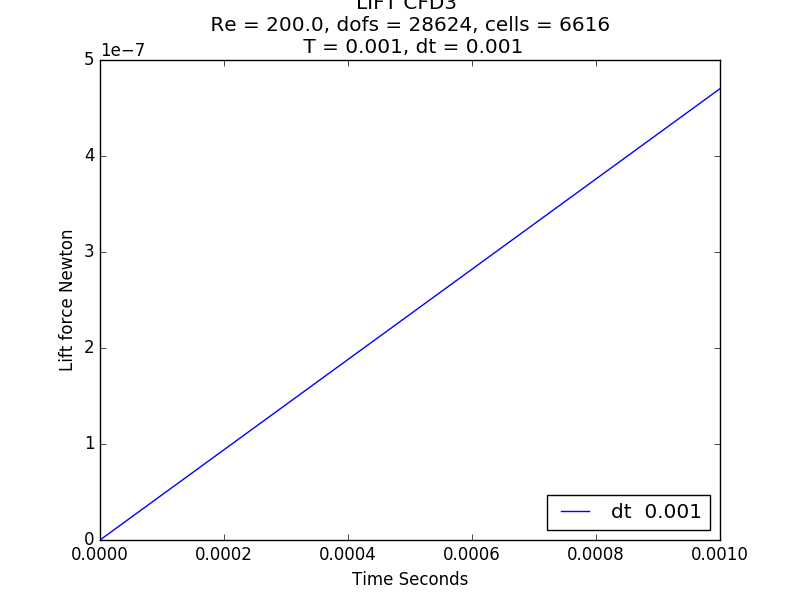 LIFT CFD3
Re = 200.0, dofs = 28624, cells = 6616
T = 0.001, dt = 0.001
1e−7
5
4
3
2
1
0
Lift force Newton
dt 0.001
0.0000 0.0002 0.0004 0.0006 0.0008 0.0010
Time Seconds